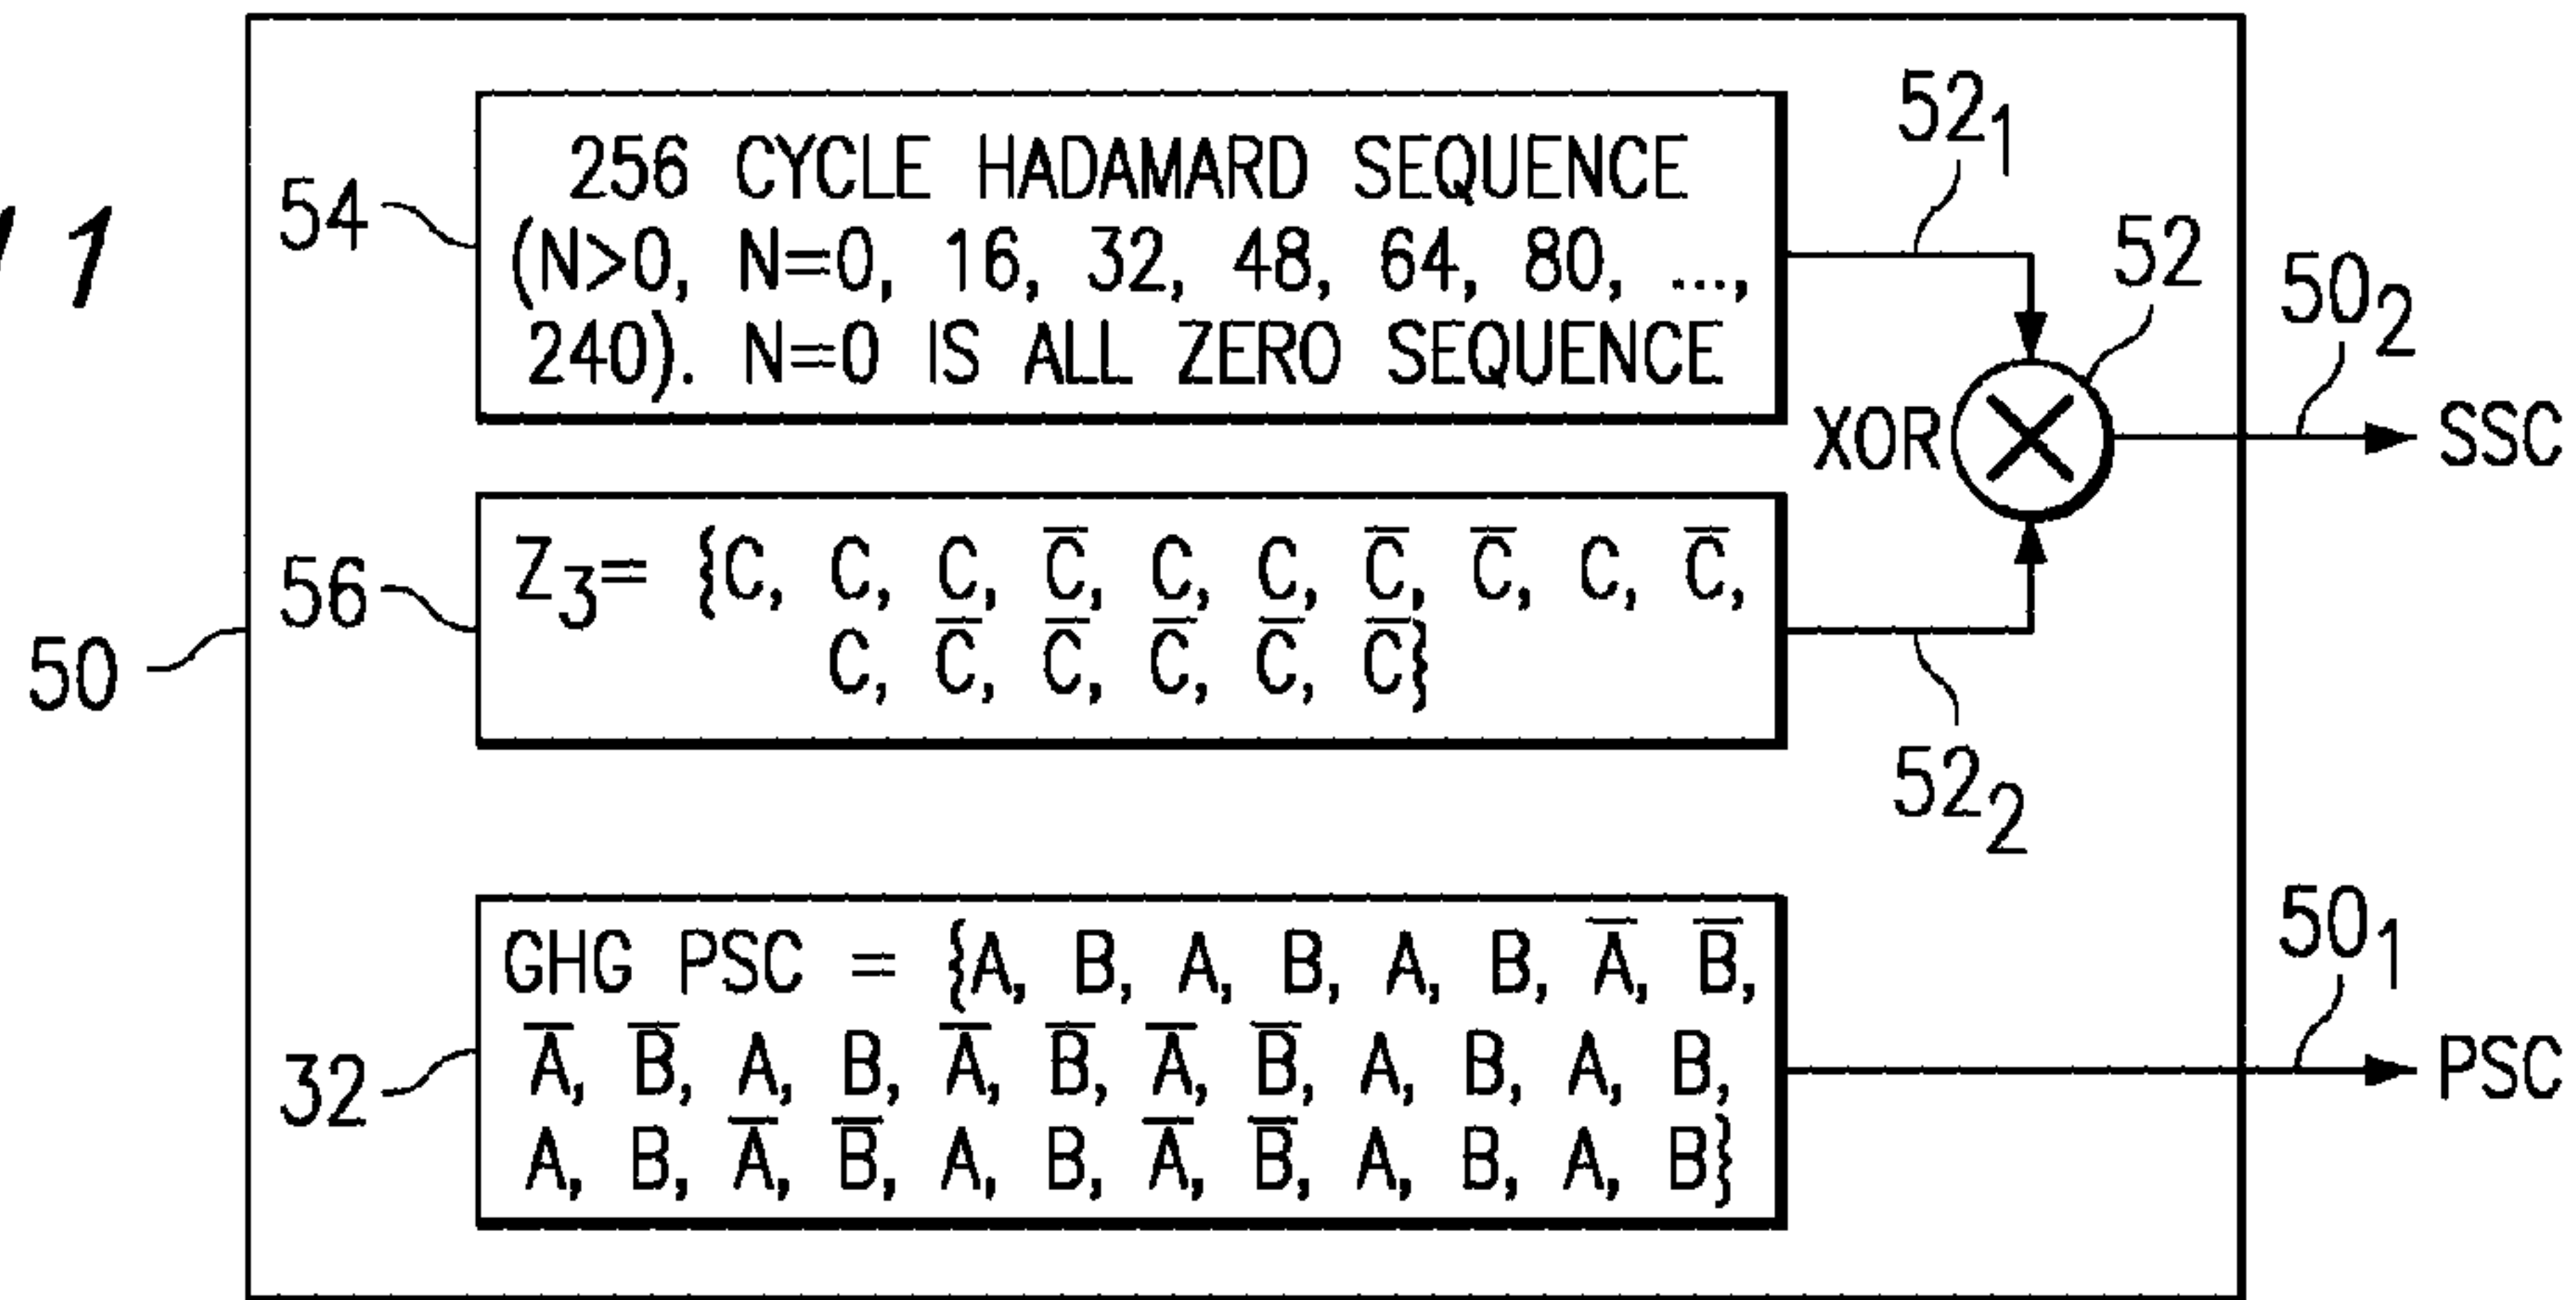 11
54
256 CYCLE HADAMARD SEQUENCE
(N>0, N=0, 16, 32, 48, 64, 80, ...,
240). N=0 IS ALL ZERO SEQUENCE
52₁
52
50₂
XOR
SSC
56
Z₃= {C, C, C, C̅, C, C, C̅, C̅, C, C̅,
C, C̅, C̅, C̅, C̅, C̅}
50
52₂
32
GHG PSC = {A, B, A, B, A, B, A̅, B̅,
A̅, B̅, A, B, A̅, B̅, A̅, B̅, A, B, A, B,
A, B, A̅, B̅, A, B, A̅, B̅, A, B, A, B}
50₁
PSC